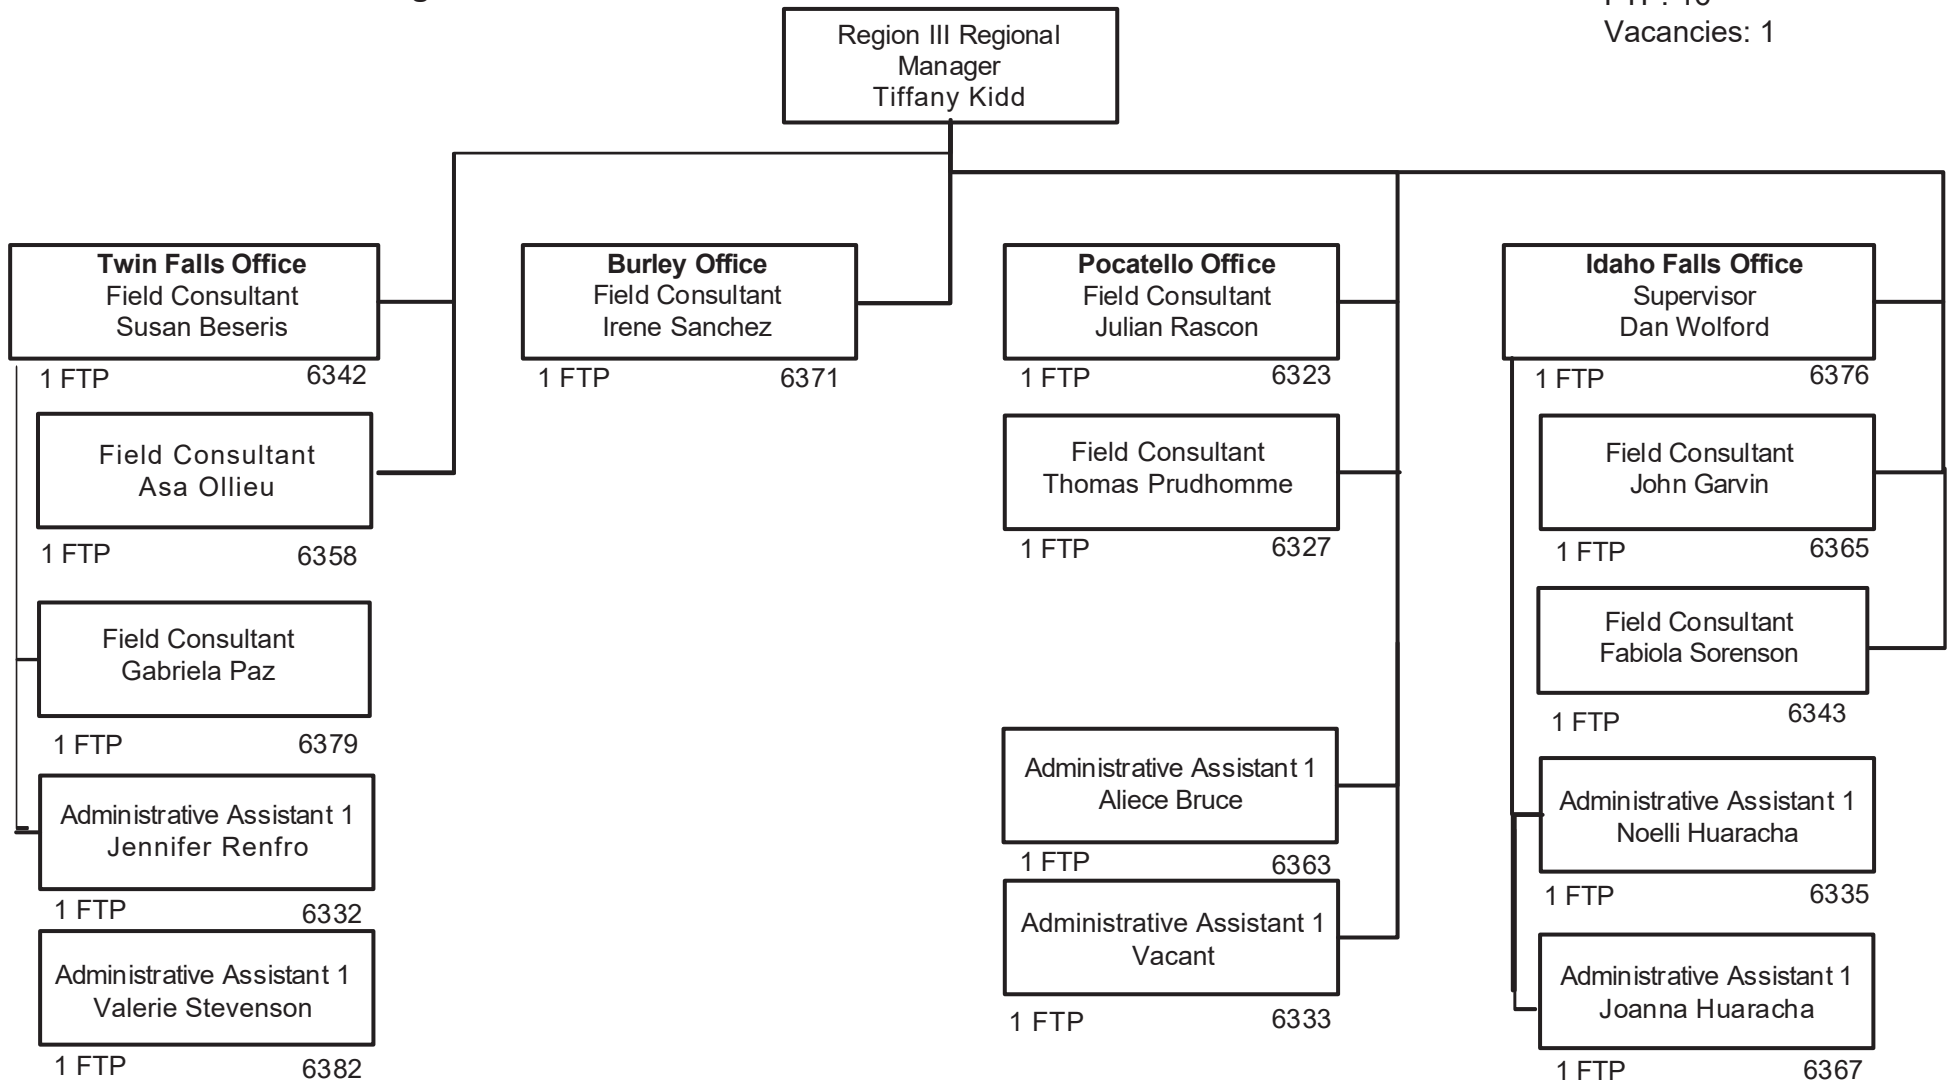 Vacancies: 1
Region III Regional
Manager
Tiffany Kidd
Twin Falls Office
Field Consultant
Susan Beseris
1 FTP 6342
Field Consultant
Asa Ollieu
1 FTP 6358
Field Consultant
Gabriela Paz
1 FTP 6379
Administrative Assistant 1
Jennifer Renfro
1 FTP 6332
Administrative Assistant 1
Valerie Stevenson
1 FTP 6382
Burley Office
Field Consultant
Irene Sanchez
1 FTP 6371
Pocatello Office
Field Consultant
Julian Rascon
1 FTP 6323
Field Consultant
Thomas Prudhomme
1 FTP 6327
Administrative Assistant 1
Aliece Bruce
1 FTP 6363
Administrative Assistant 1
Vacant
1 FTP 6333
Idaho Falls Office
Supervisor
Dan Wolford
1 FTP 6376
Field Consultant
John Garvin
1 FTP 6365
Field Consultant
Fabiola Sorenson
1 FTP 6343
Administrative Assistant 1
Noelli Huaracha
1 FTP 6335
Administrative Assistant 1
Joanna Huaracha
1 FTP 6367